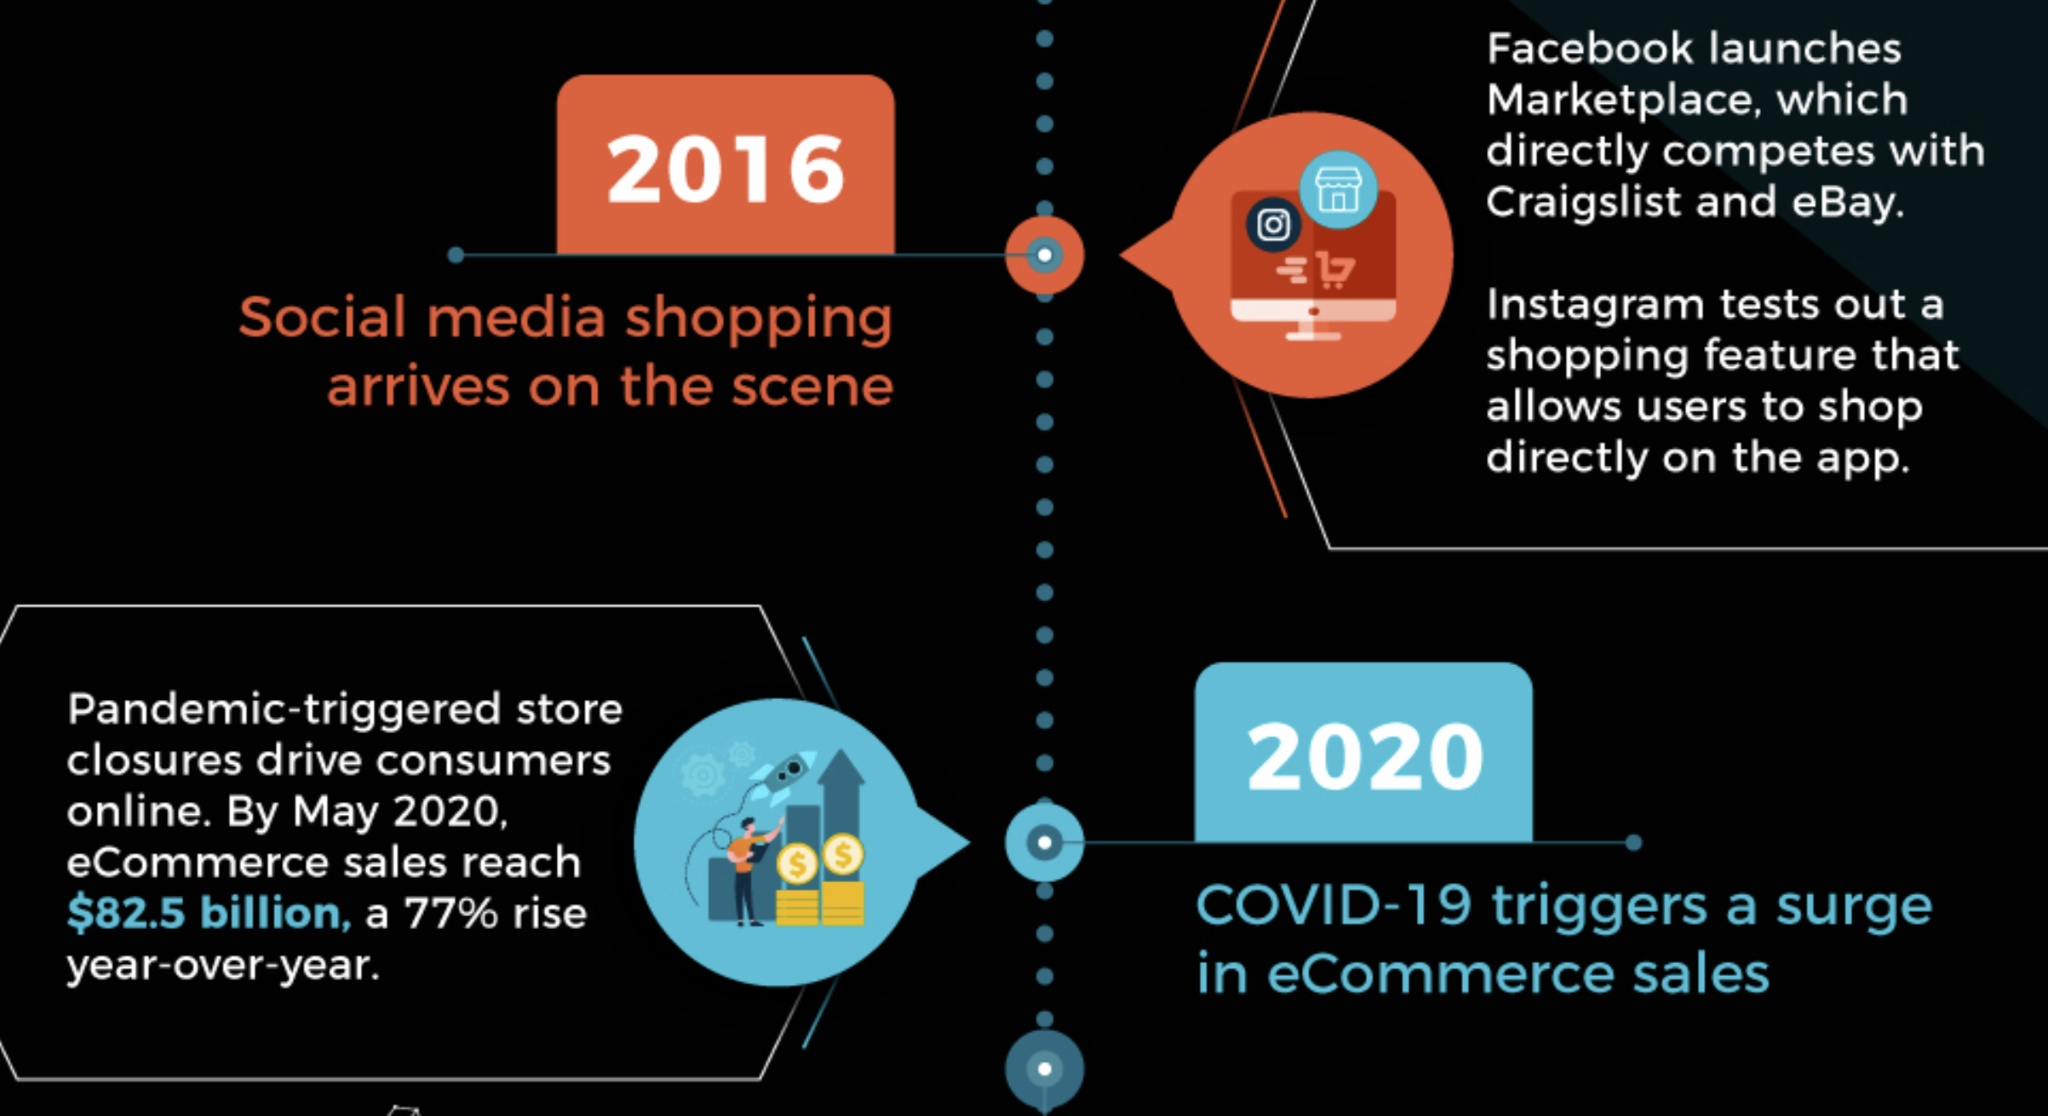 2016
Social media shopping
arrives on the scene
Facebook launches
Marketplace, which
directly competes with
Craigslist and eBay.
Instagram tests out a
shopping feature that
allows users to shop
directly on the app.
Pandemic-triggered store
closures drive consumers
online. By May 2020,
eCommerce sales reach
$82.5 billion, a 77% rise
year-over-year.
$
$
2020
COVID-19 triggers a surge
in eCommerce sales